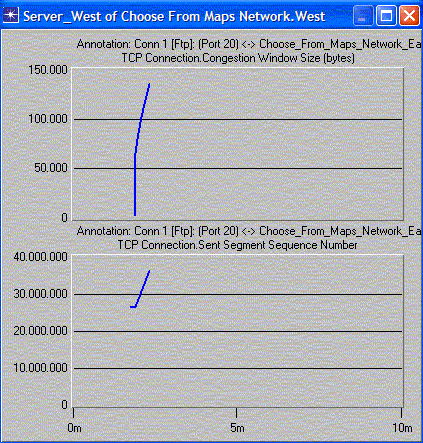 Server_West of Choose From Maps Network.West
Annotation: Conn 1 [Ftp]: (Port 20) <-> Choose_From_Maps_Network_Ea
TCP Connection.Congestion Window Size (bytes)
150.000
100.000
50.000
0
Annotation: Conn 1 [Ftp]: (Port 20) <-> Choose_From_Maps_Network_Ea
TCP Connection.Sent Segment Sequence Number
40.000.000
30.000.000
20.000.000
10.000.000
0
0m 5m 10m